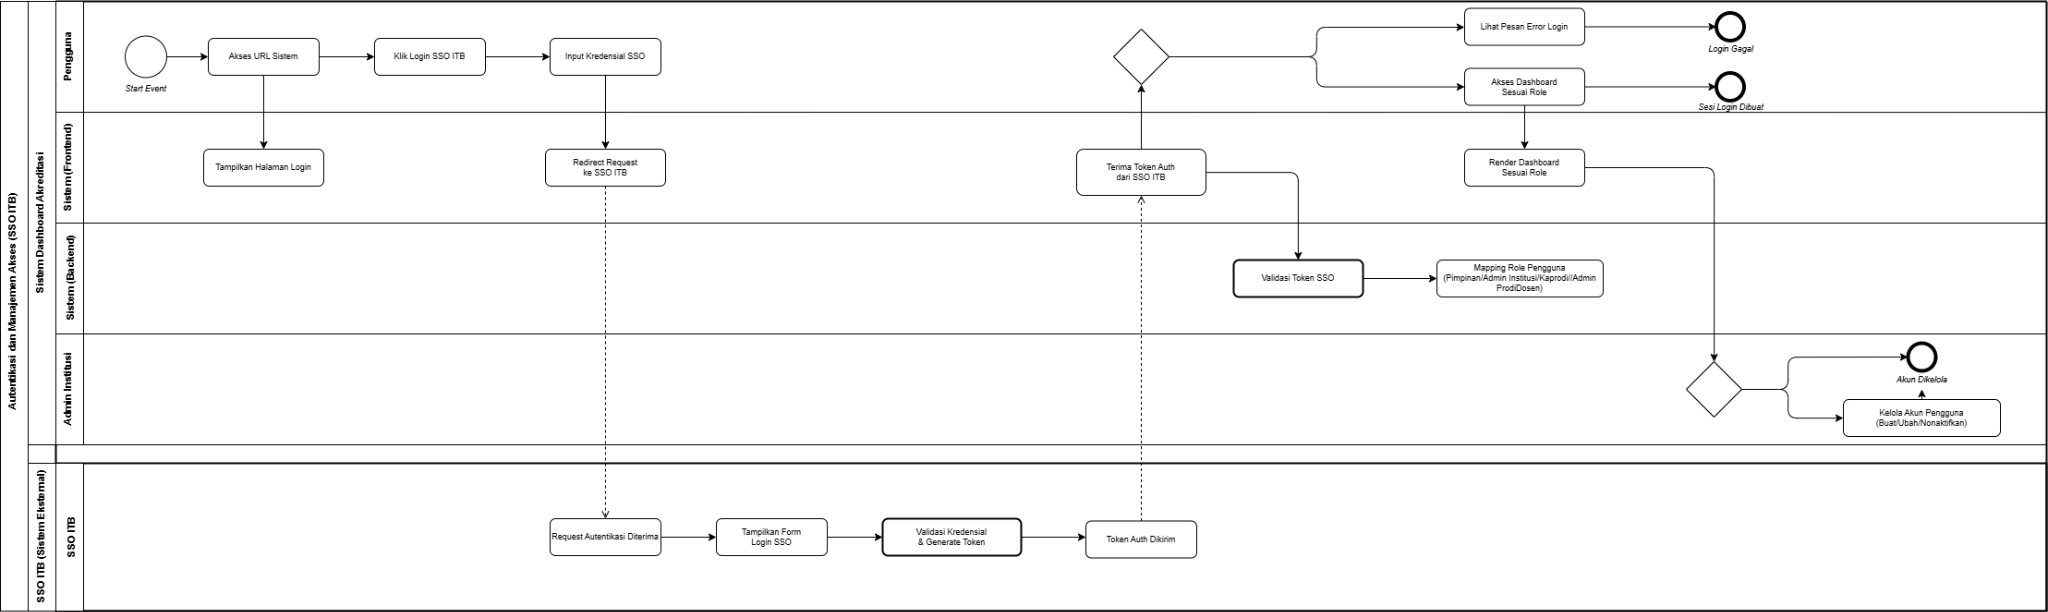 Autentikasi dan Manajemen Akses (SSO ITB)
Sistem Dashboard Akreditasi
Pengguna
Start Event
Akses URL Sistem
Klik Login SSO ITB
Input Kredensial SSO
Lihat Pesan Error Login
Login Gagal
Akses Dashboard
Sesuai Role
Sesi Login Dibuat
Sistem (Frontend)
Tampilkan Halaman Login
Redirect Request
ke SSO ITB
Terima Token Auth
dari SSO ITB
Render Dashboard
Sesuai Role
Sistem (Backend)
Validasi Token SSO
Mapping Role Pengguna
(Pimpinan/Admin Institusi/Kaprodi//Admin
ProdiDosen)
Admin Institusi
Akun Dikelola
Kelola Akun Pengguna
(Buat/Ubah/Nonaktifkan)
SSO ITB (Sistem Eksternal)
SSO ITB
Request Autentikasi Diterima
Tampilkan Form
Login SSO
Validasi Kredensial
& Generate Token
Token Auth Dikirim